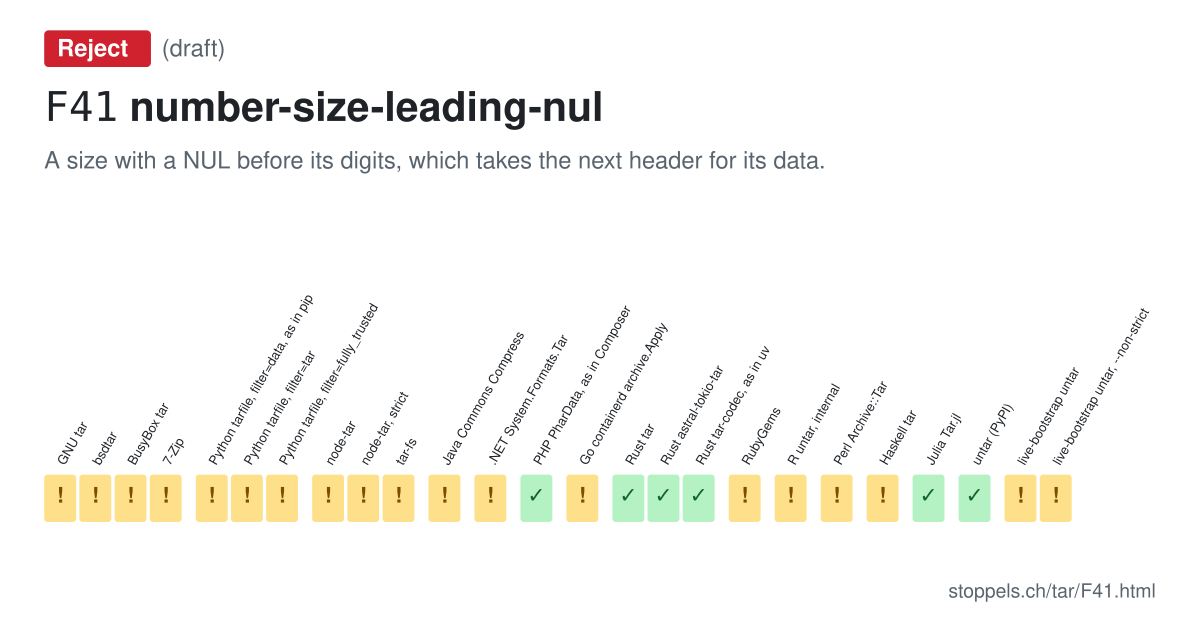 Reject (draft)
F41 number-size-leading-nul
A size with a NUL before its digits, which takes the next header for its data.
GNU tar
bsdtar
BusyBox tar
7-Zip
Python tarfile, filter=data, as in pip
Python tarfile, filter=tar
Python tarfile, filter=fully_trusted
node-tar
node-tar, strict
tar-fs
Java Commons Compress
.NET System.Formats.Tar
PHP PharData, as in Composer
Go containerd archive.Apply
Rust tar
Rust astral-tokio-tar
Rust tar-codec, as in uv
RubyGems
R untar, internal
Perl Archive::Tar
Haskell tar
Julia Tar.jl
untar (PyPI)
live-bootstrap untar
live-bootstrap untar, --non-strict
! ! ! ! ! ! ! ! ! ! ! ! ✓ ! ✓ ✓ ✓ ! ! ! ! ✓ ✓ ! !
stoppels.ch/tar/F41.html